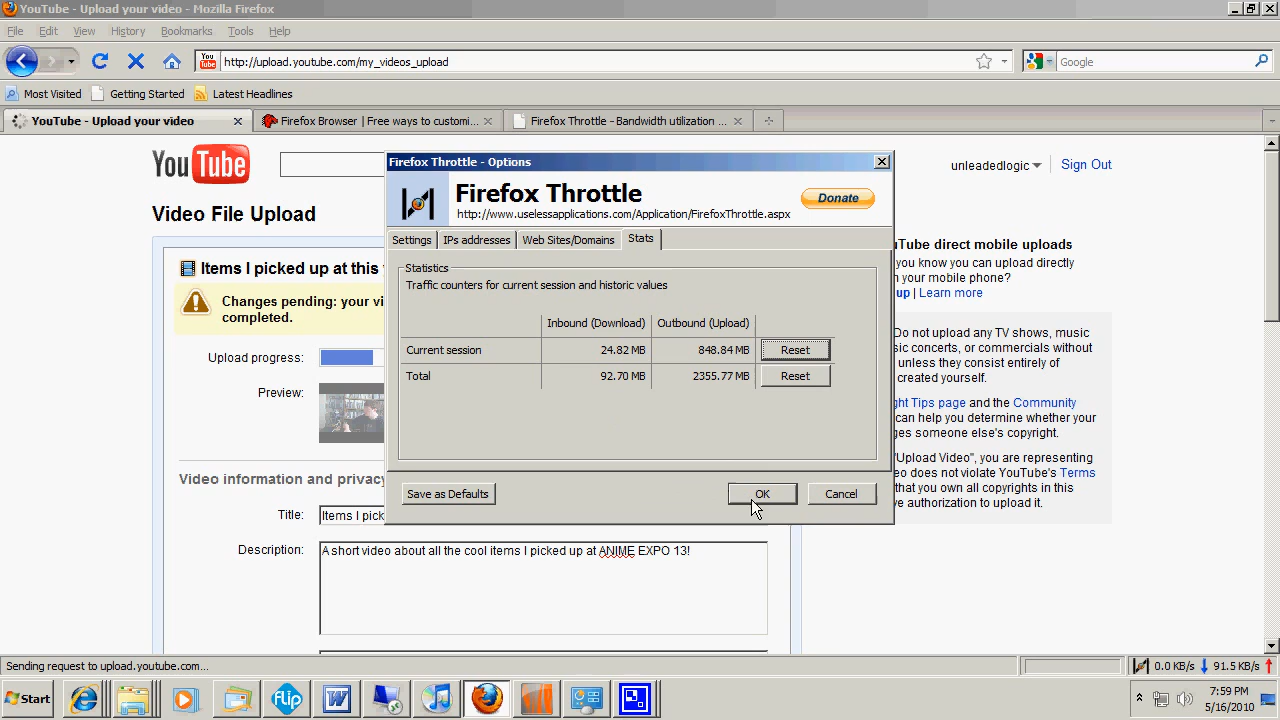 YouTube - Upload your video - Mozilla Firefox
File Edit View History Bookmarks Tools Help
You Tube http://upload.youtube.com/my_videos_upload Google
Most Visited Getting Started Latest Headlines
YouTube - Upload your video Firefox Browser | Free ways to customi... Firefox Throttle - Bandwidth utilization ...
YouTube
unleadedlogic Sign Out
Video File Upload
Items I picked up at this
Changes pending: your vi
completed.
Upload progress:
Preview:
Video information and privacy
Title: Items I pick
Description: A short video about all the cool items I picked up at ANIME EXPO 13!
Firefox Throttle - Options
Firefox Throttle
http://www.uselessapplications.com/Application/FirefoxThrottle.aspx
Donate
Settings IPs addresses Web Sites/Domains Stats
Statistics
Traffic counters for current session and historic values
Inbound (Download) Outbound (Upload)
Current session 24.82 MB 848.84 MB Reset
Total 92.70 MB 2355.77 MB Reset
Save as Defaults OK Cancel
uTube direct mobile uploads
you know you can upload directly
n your mobile phone?
up | Learn more
Do not upload any TV shows, music
sic concerts, or commercials without
unless they consist entirely of
created yourself.
ght Tips page and the Community
can help you determine whether your
ges someone else's copyright.
"Upload Video", you are representing
eo does not violate YouTube's Terms
that you own all copyrights in this
ve authorization to upload it.
Sending request to upload.youtube.com... 0.0 KB/s 91.5 KB/s
Start flip W 7:59 PM
5/16/2010